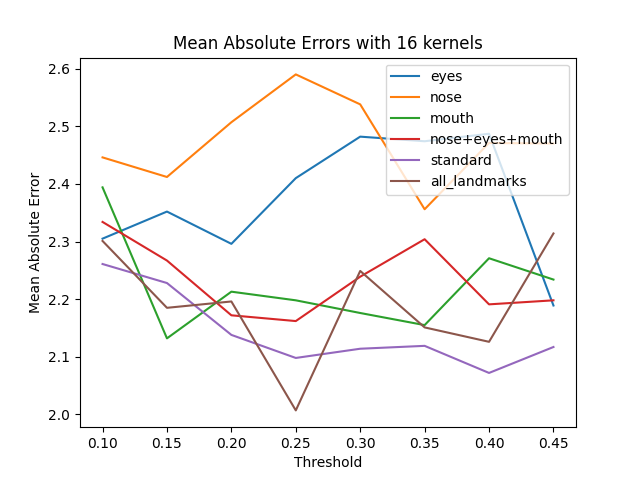 Mean Absolute Errors with 16 kernels
2.6
2.5
2.4
2.3
2.2
2.1
2.0
Mean Absolute Error
eyes
nose
mouth
nose+eyes+mouth
standard
all_landmarks
0.10 0.15 0.20 0.25 0.30 0.35 0.40 0.45
Threshold